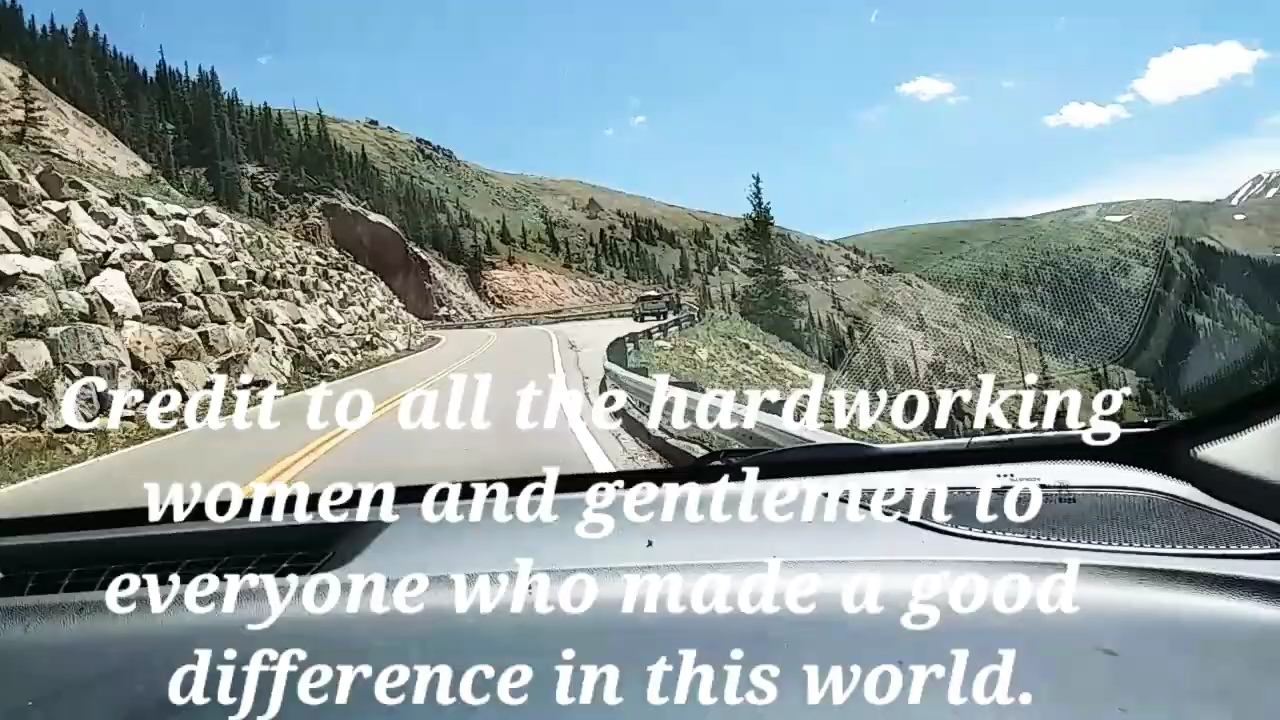 Credit to all the hardworking
women and gentlemen to
everyone who made a good
difference in this world.